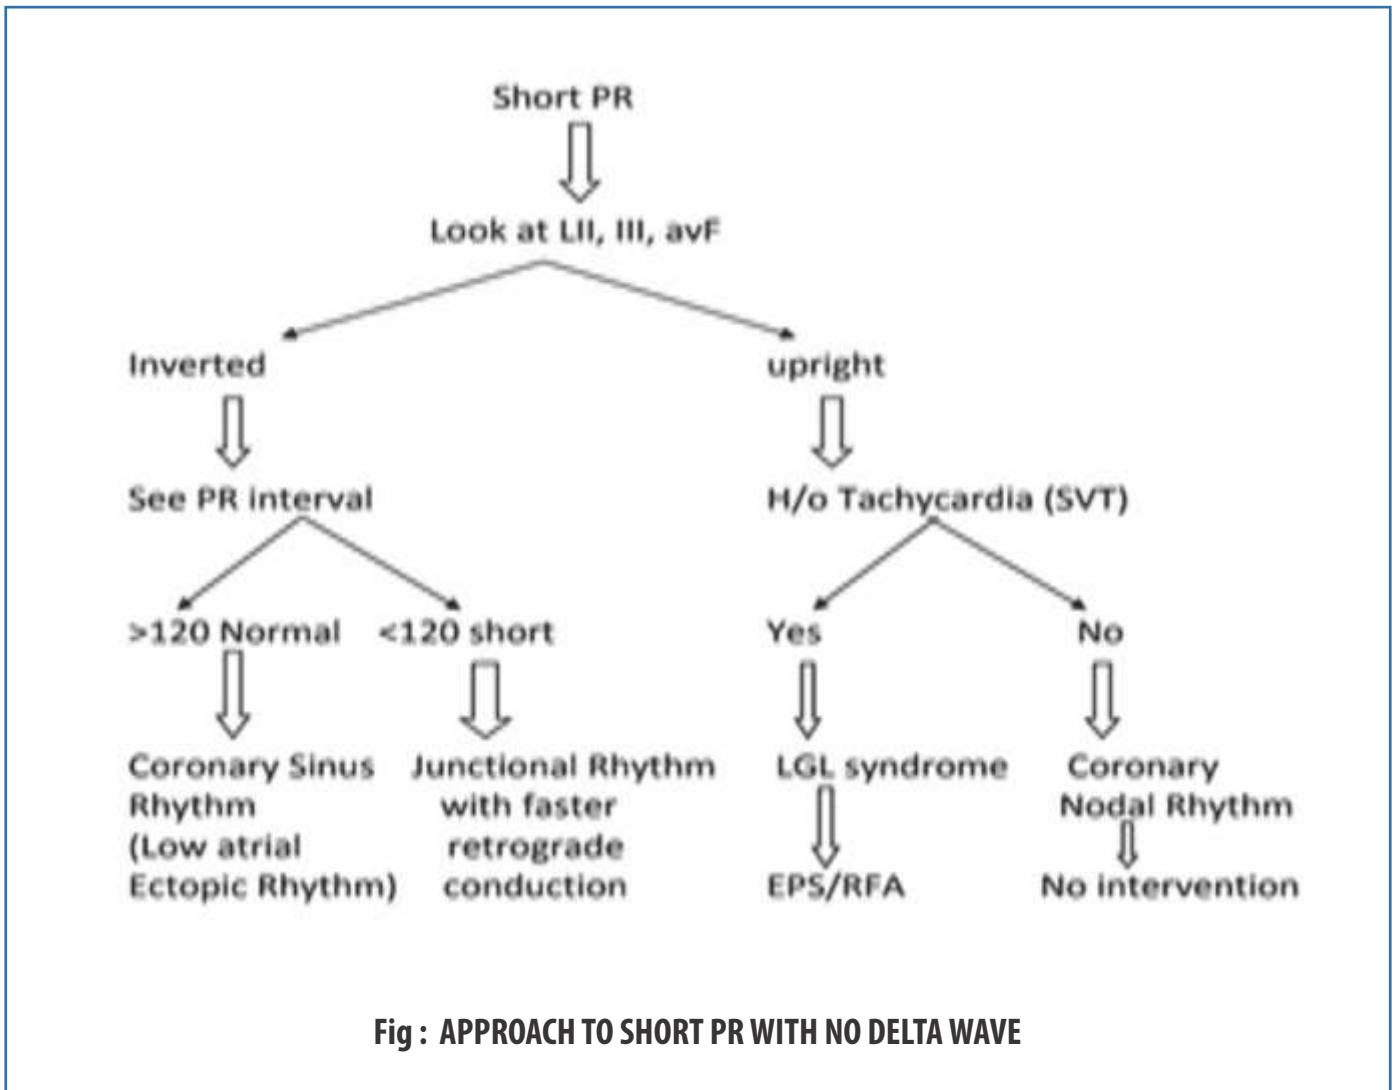 Short PR
Look at LII, III, avF
Inverted
upright
See PR interval
H/o Tachycardia (SVT)
>120 Normal
<120 short
Yes
No
Coronary Sinus
Rhythm
(Low atrial
Ectopic Rhythm)
Junctional Rhythm
with faster
retrograde
conduction
LGL syndrome
EPS/RFA
Coronary
Nodal Rhythm
No intervention
Fig : APPROACH TO SHORT PR WITH NO DELTA WAVE